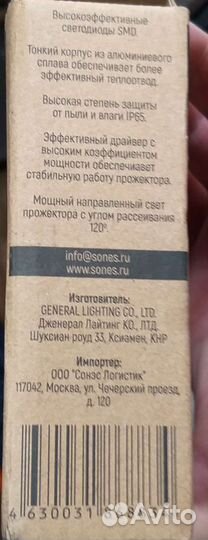 Высокоэффективные
светодиоды SMD.
Тонкий корпус из алюминиевого
сплава обеспечивает более
эффективный теплоотвод.
Высокая степень защиты
от пыли и влаги IP65.
Эффективный драйвер с
высоким коэффициентом
мощности обеспечивает
стабильную работу прожектора.
Мощный направленный свет
прожектора с углом рассеивания
120°.
info@sones.ru
www.sones.ru
Изготовитель:
GENERAL LIGHTING CO., LTD.
Дженерал Лайтинг КО., ЛТД.
Шуксиан роуд 33, Ксиамен, КНР
Импортер:
ООО "Сонэс Логистик"
117042, Москва, ул. Чечерский проезд,
д. 120
4 630031
Avito